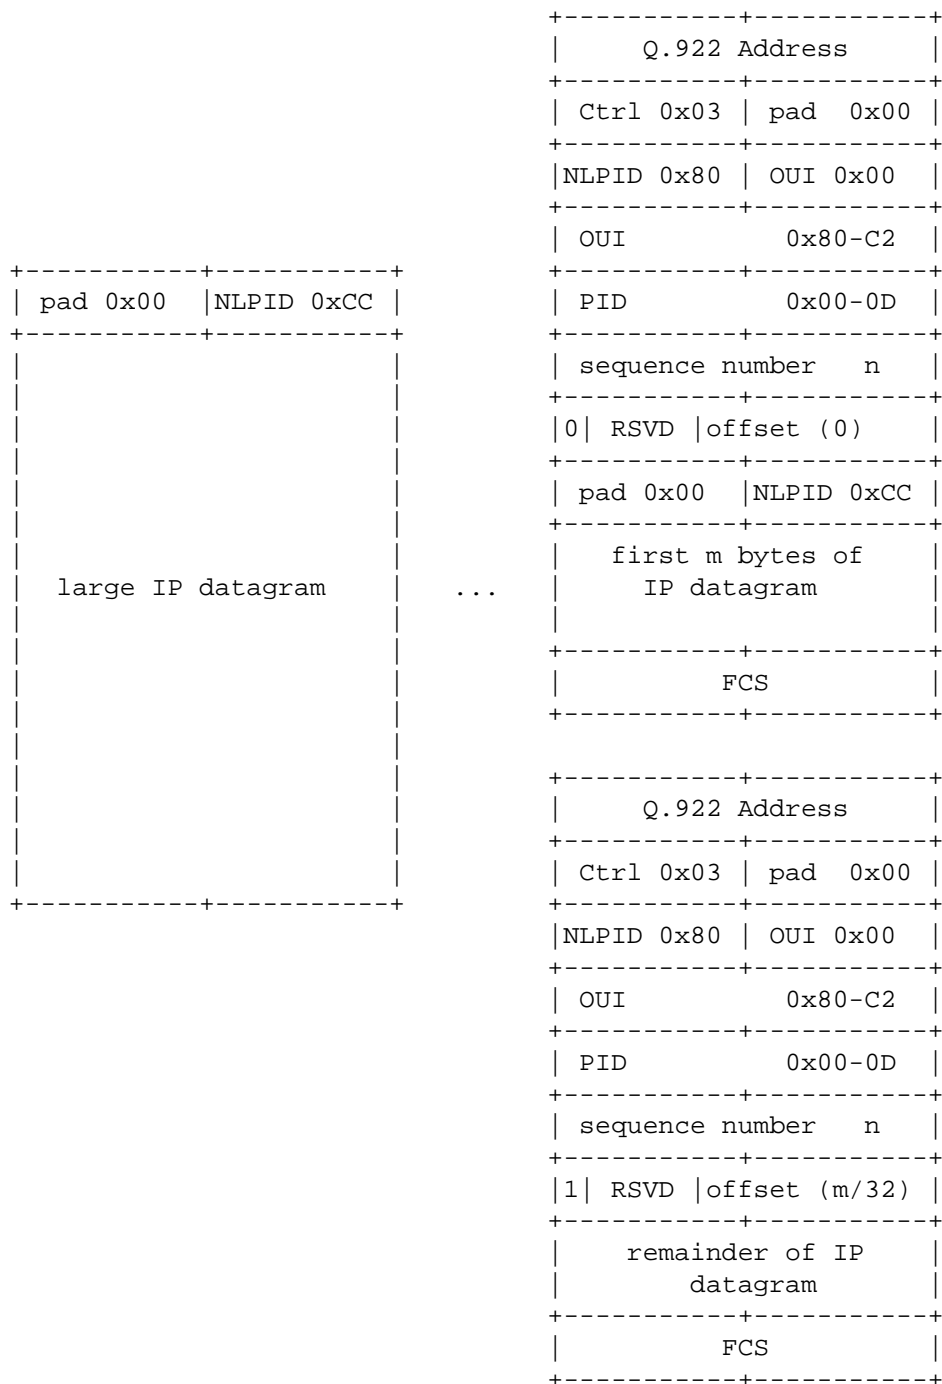 +-----------+-----------+
|     Q.922 Address     |
+-----------+-----------+
| Ctrl 0x03 | pad  0x00 |
+-----------+-----------+
|NLPID 0x80 | OUI 0x00  |
+-----------+-----------+
| OUI          0x80-C2  |
+-----------+-----------+          +-----------+-----------+
| pad 0x00  |NLPID 0xCC |          | PID          0x00-0D  |
+-----------+-----------+          +-----------+-----------+
|                       |          | sequence number   n   |
|                       |          +-----------+-----------+
|                       |          |0| RSVD |offset (0)    |
|                       |          +-----------+-----------+
|                       |          | pad 0x00  |NLPID 0xCC |
|                       |          +-----------+-----------+
|                       |          |   first m bytes of    |
|  large IP datagram    |   ...    |     IP datagram       |
|                       |          |                       |
|                       |          +-----------+-----------+
|                       |          |          FCS          |
|                       |          +-----------+-----------+
|                       |
|                       |          +-----------+-----------+
|                       |          |     Q.922 Address     |
|                       |          +-----------+-----------+
|                       |          | Ctrl 0x03 | pad  0x00 |
+-----------+-----------+          +-----------+-----------+
|NLPID 0x80 | OUI 0x00  |
+-----------+-----------+
| OUI          0x80-C2  |
+-----------+-----------+
| PID          0x00-0D  |
+-----------+-----------+
| sequence number   n   |
+-----------+-----------+
|1| RSVD |offset (m/32) |
+-----------+-----------+
|    remainder of IP    |
|        datagram       |
+-----------+-----------+
|          FCS          |
+-----------+-----------+